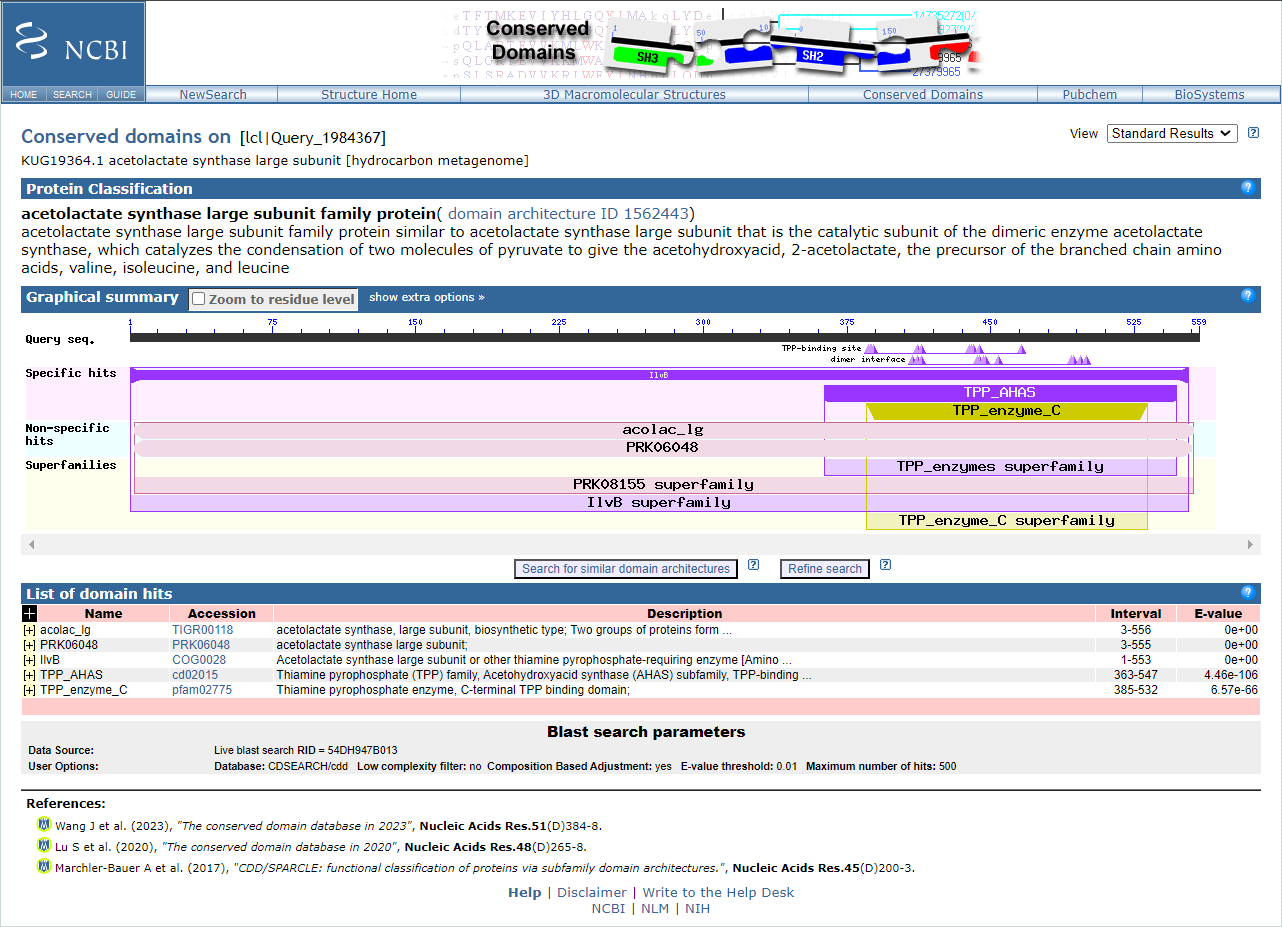 NCBI
Conserved
Domains
SH3
SH2
HOME SEARCH GUIDE NewSearch Structure Home 3D Macromolecular Structures Conserved Domains Pubchem BioSystems
Conserved domains on [lcl|Query_1984367]
View Standard Results
KUG19364.1 acetolactate synthase large subunit [hydrocarbon metagenome]
Protein Classification
acetolactate synthase large subunit family protein( domain architecture ID 1562443)
acetolactate synthase large subunit family protein similar to acetolactate synthase large subunit that is the catalytic subunit of the dimeric enzyme acetolactate
synthase, which catalyzes the condensation of two molecules of pyruvate to give the acetohydroxyacid, 2-acetolactate, the precursor of the branched chain amino
acids, valine, isoleucine, and leucine
Graphical summary Zoom to residue level show extra options »
1 75 150 225 300 375 450 525 559
Query seq.
TPP-binding site
dimer interface
Specific hits
IlvB
TPP_AHAS
TPP_enzyme_C
Non-specific
hits
acolac_lg
PRK06048
Superfamilies
TPP_enzymes superfamily
PRK08155 superfamily
IlvB superfamily
TPP_enzyme_C superfamily
Search for similar domain architectures ? Refine search ?
List of domain hits
Name Accession Description Interval E-value
[+] acolac_lg TIGR00118 acetolactate synthase, large subunit, biosynthetic type; Two groups of proteins form ... 3-556 0e+00
[+] PRK06048 PRK06048 acetolactate synthase large subunit; 3-555 0e+00
[+] IlvB COG0028 Acetolactate synthase large subunit or other thiamine pyrophosphate-requiring enzyme [Amino ... 1-553 0e+00
[+] TPP_AHAS cd02015 Thiamine pyrophosphate (TPP) family, Acetohydroxyacid synthase (AHAS) subfamily, TPP-binding ... 363-547 4.46e-106
[+] TPP_enzyme_C pfam02775 Thiamine pyrophosphate enzyme, C-terminal TPP binding domain; 385-532 6.57e-66
Blast search parameters
Data Source: Live blast search RID = 54DH947B013
User Options: Database: CDSEARCH/cdd Low complexity filter: no Composition Based Adjustment: yes E-value threshold: 0.01 Maximum number of hits: 500
References:
Wang J et al. (2023), "The conserved domain database in 2023", Nucleic Acids Res.51(D)384-8.
Lu S et al. (2020), "The conserved domain database in 2020", Nucleic Acids Res.48(D)265-8.
Marchler-Bauer A et al. (2017), "CDD/SPARCLE: functional classification of proteins via subfamily domain architectures.", Nucleic Acids Res.45(D)200-3.
Help | Disclaimer | Write to the Help Desk
NCBI | NLM | NIH